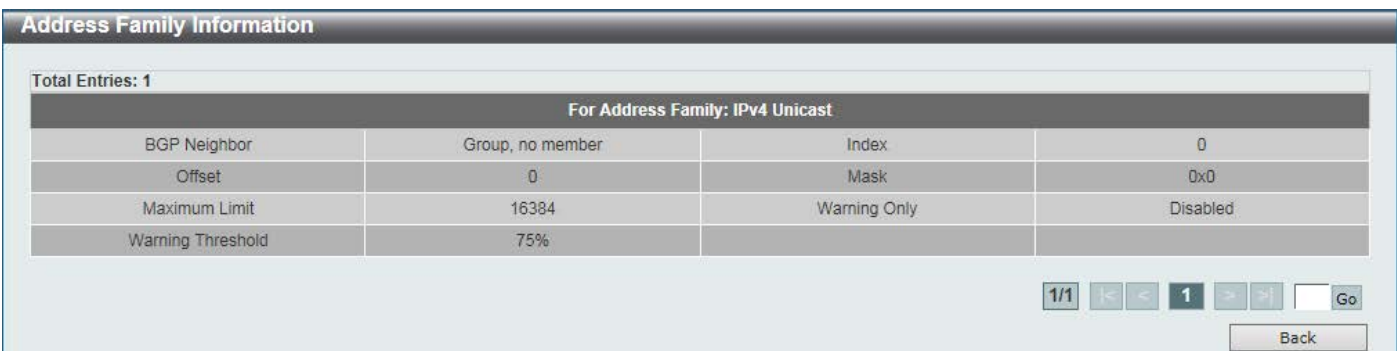 Address Family Information
Total Entries: 1
For Address Family: IPv4 Unicast
BGP Neighbor Group, no member Index 0
Offset 0 Mask 0x0
Maximum Limit 16384 Warning Only Disabled
Warning Threshold 75%
1/1 |< < 1 > >| Go
Back